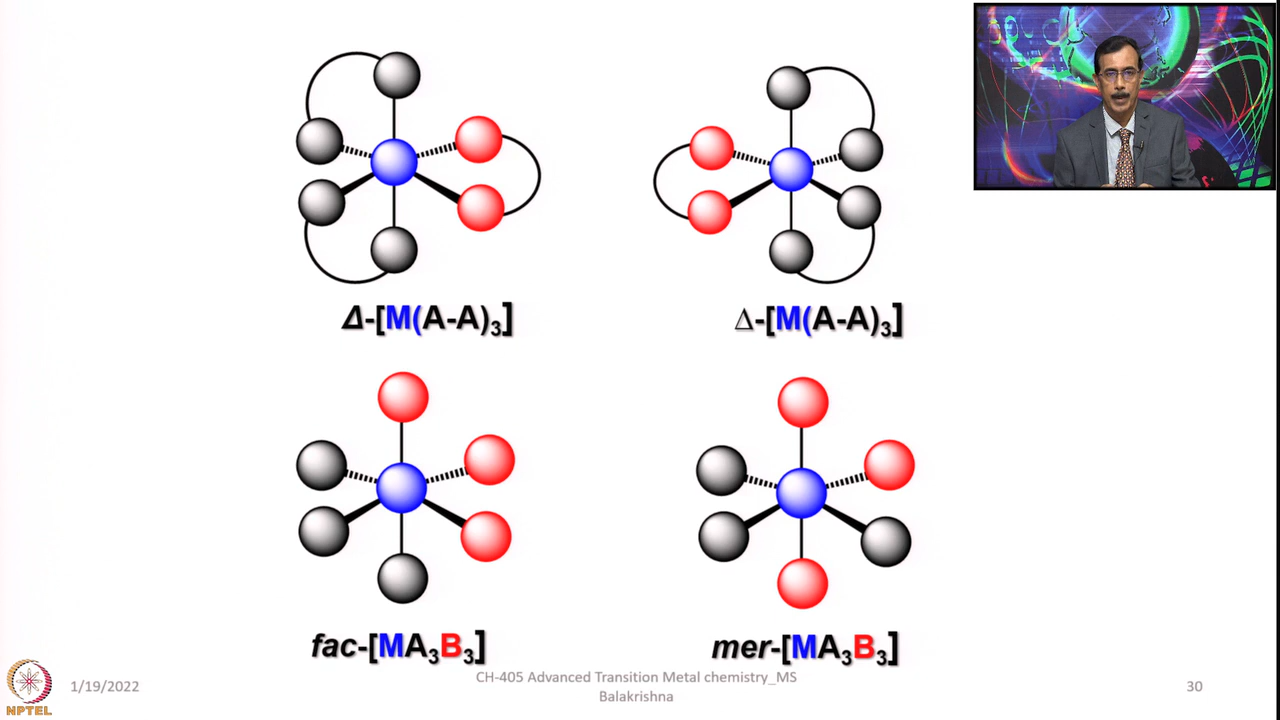 Δ-[M(A-A)₃]
Δ-[M(A-A)₃]
fac-[MA₃B₃]
mer-[MA₃B₃]
NPTEL
1/19/2022
CH-405 Advanced Transition Metal chemistry_MS
Balakrishna
30